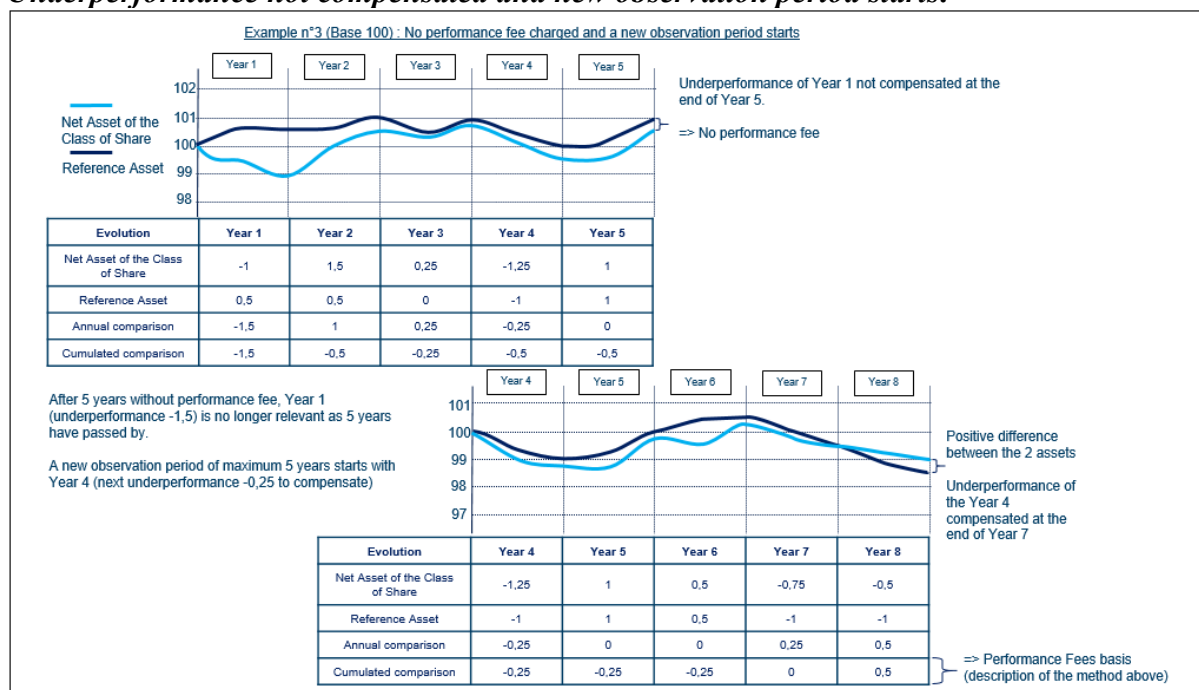 Underperformance not compensated and new observation period starts:
Example n°3 (Base 100) : No performance fee charged and a new observation period starts
Year 1 Year 2 Year 3 Year 4 Year 5
102
101
100
99
98
Net Asset of the
Class of Share
Reference Asset
Underperformance of Year 1 not compensated at the
end of Year 5.
=> No performance fee
Evolution Year 1 Year 2 Year 3 Year 4 Year 5
Net Asset of the Class
of Share -1 1,5 0,25 -1,25 1
Reference Asset 0,5 0,5 0 -1 1
Annual comparison -1,5 1 0,25 -0,25 0
Cumulated comparison -1,5 -0,5 -0,25 -0,5 -0,5
After 5 years without performance fee, Year 1
(underperformance -1,5) is no longer relevant as 5 years
have passed by.
A new observation period of maximum 5 years starts with
Year 4 (next underperformance -0,25 to compensate)
Year 4 Year 5 Year 6 Year 7 Year 8
101
100
99
98
97
Positive difference
between the 2 assets
Underperformance of
the Year 4
compensated at the
end of Year 7
Evolution Year 4 Year 5 Year 6 Year 7 Year 8
Net Asset of the Class
of Share -1,25 1 0,5 -0,75 -0,5
Reference Asset -1 1 0,5 -1 -1
Annual comparison -0,25 0 0 0,25 0,5
Cumulated comparison -0,25 -0,25 -0,25 0 0,5
=> Performance Fees basis
(description of the method above)